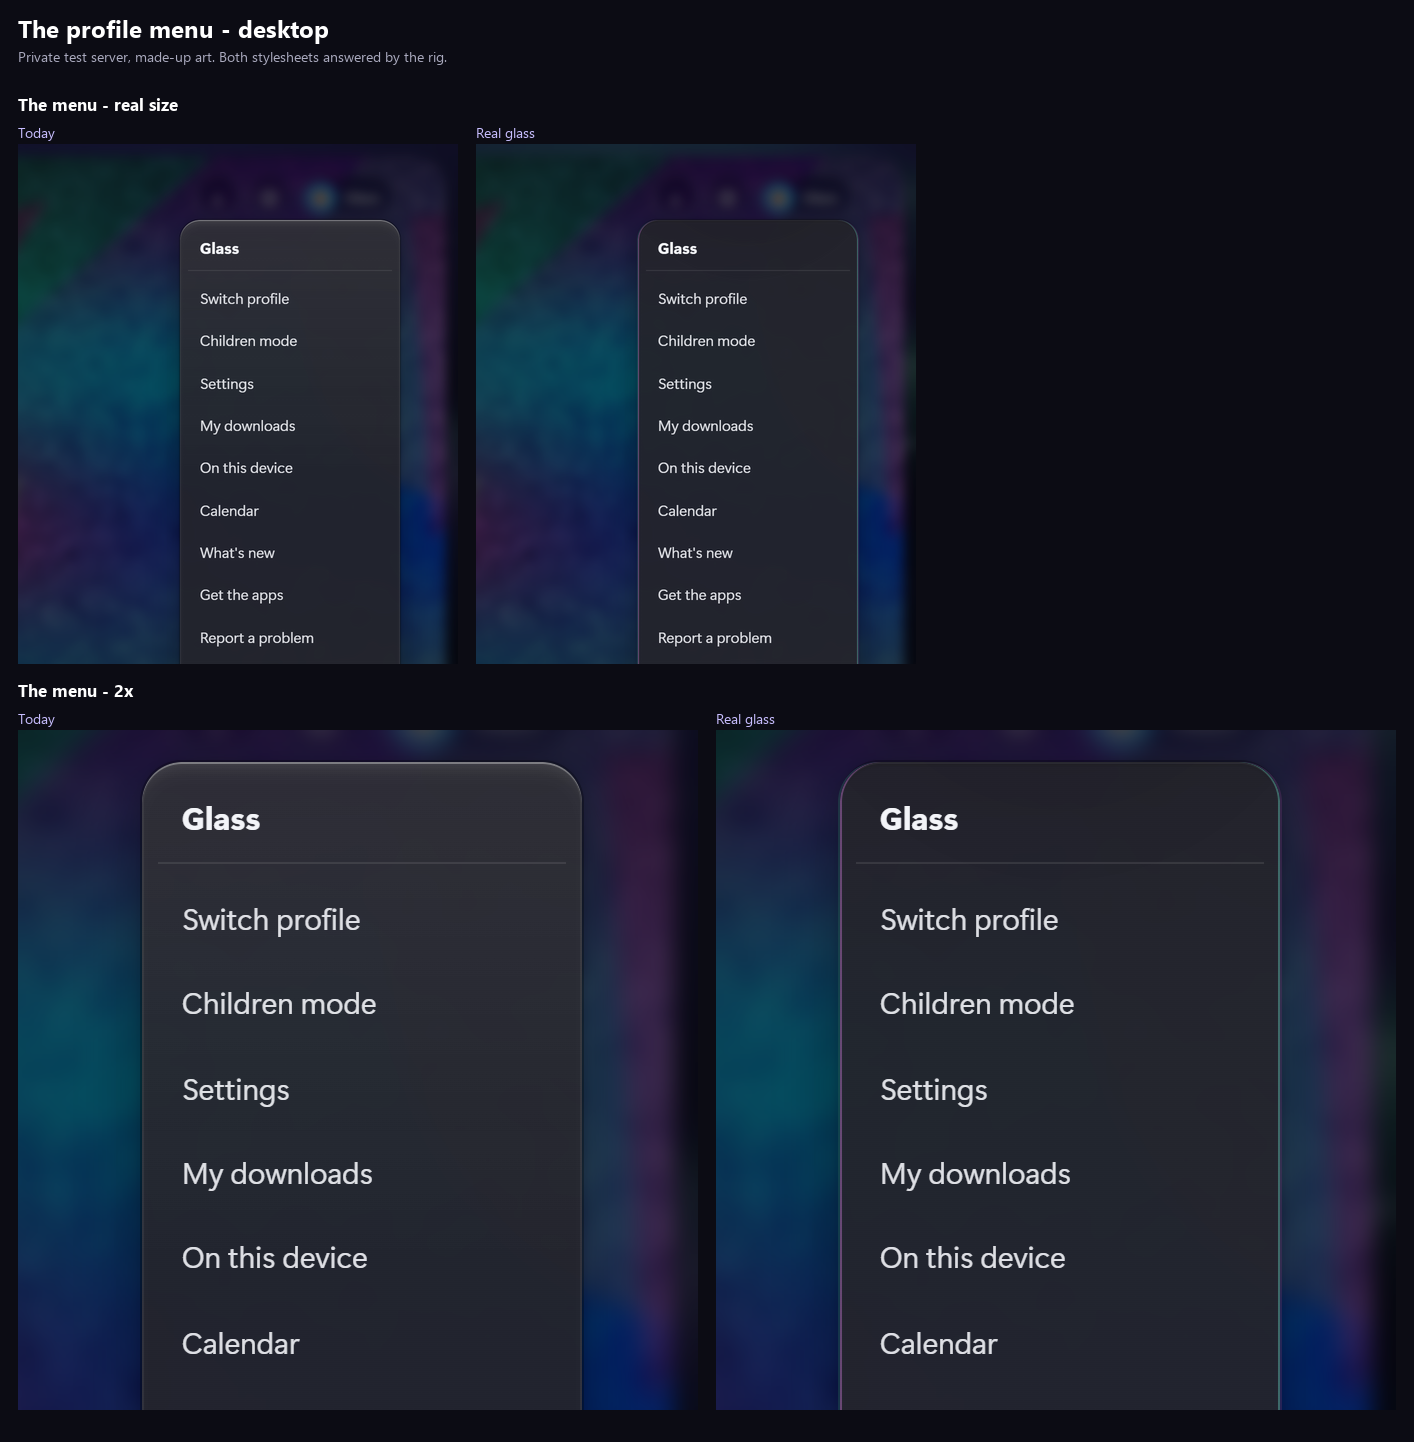 The profile menu - desktop
Private test server, made-up art. Both stylesheets answered by the rig.
The menu - real size
Today
Real glass
Glass
Switch profile
Children mode
Settings
My downloads
On this device
Calendar
What's new
Get the apps
Report a problem
Glass
Switch profile
Children mode
Settings
My downloads
On this device
Calendar
What's new
Get the apps
Report a problem
The menu - 2x
Today
Real glass
Glass
Switch profile
Children mode
Settings
My downloads
On this device
Calendar
Glass
Switch profile
Children mode
Settings
My downloads
On this device
Calendar